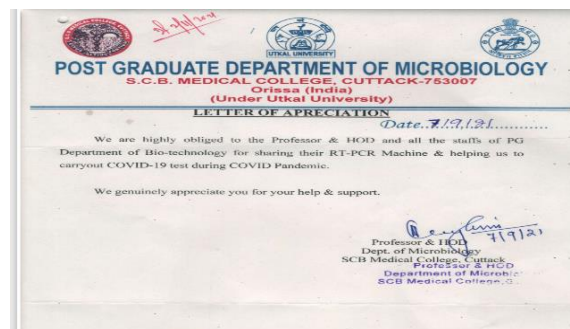 UTKAL UNIVERSITY
POST GRADUATE DEPARTMENT OF MICROBIOLOGY
S.C.B. MEDICAL COLLEGE, CUTTACK-753007
Orissa (India)
(Under Utkal University)
LETTER OF APRECIATION
Date..7/9/21............
We are highly obliged to the Professor & HOD and all the staffs of PG
Department of Bio-technology for sharing their RT-PCR Machine & helping us to
carryout COVID-19 test during COVID Pandemic.
We genuinely appreciate you for your help & support.
7/9/21
Professor & HOD
Dept. of Microbiology
SCB Medical College, Cuttack
Professor & HOD
Department of
SCB Medical College,